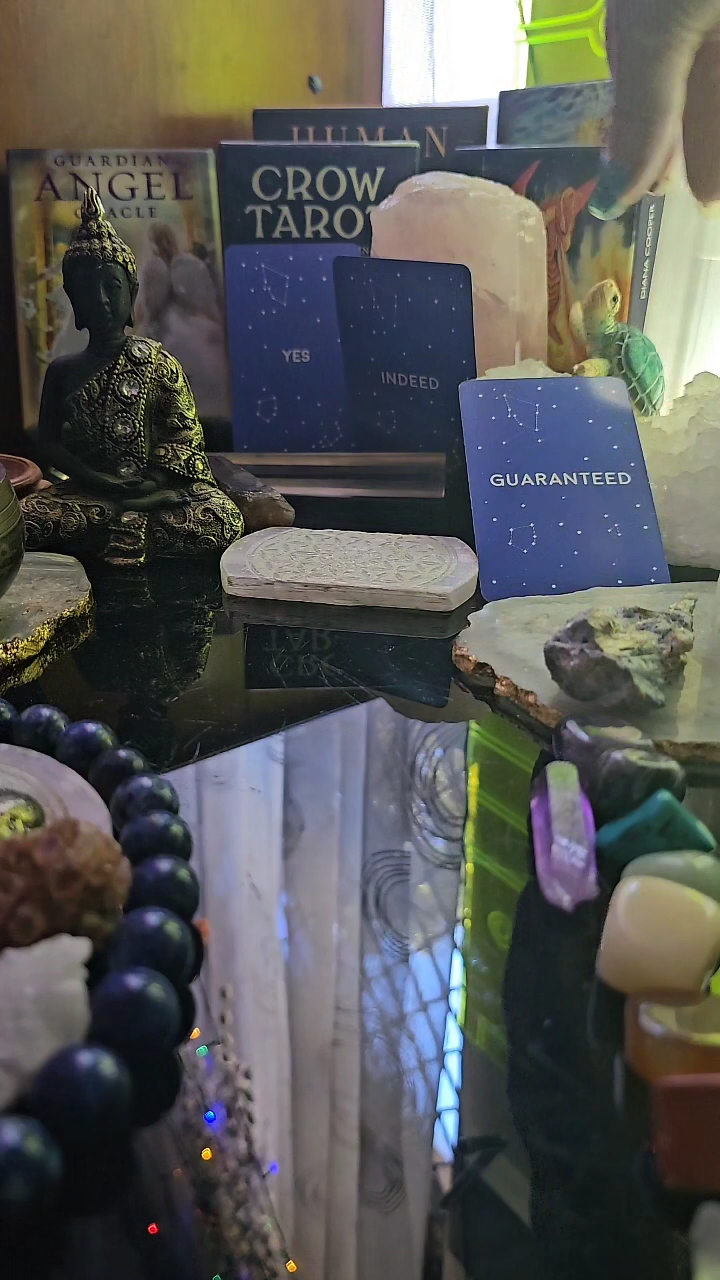 GUARDIAN
ANGEL
ORACLE
HUMAN
CROW
TAROT
DIANA COOPER
YES
INDEED
GUARANTEED